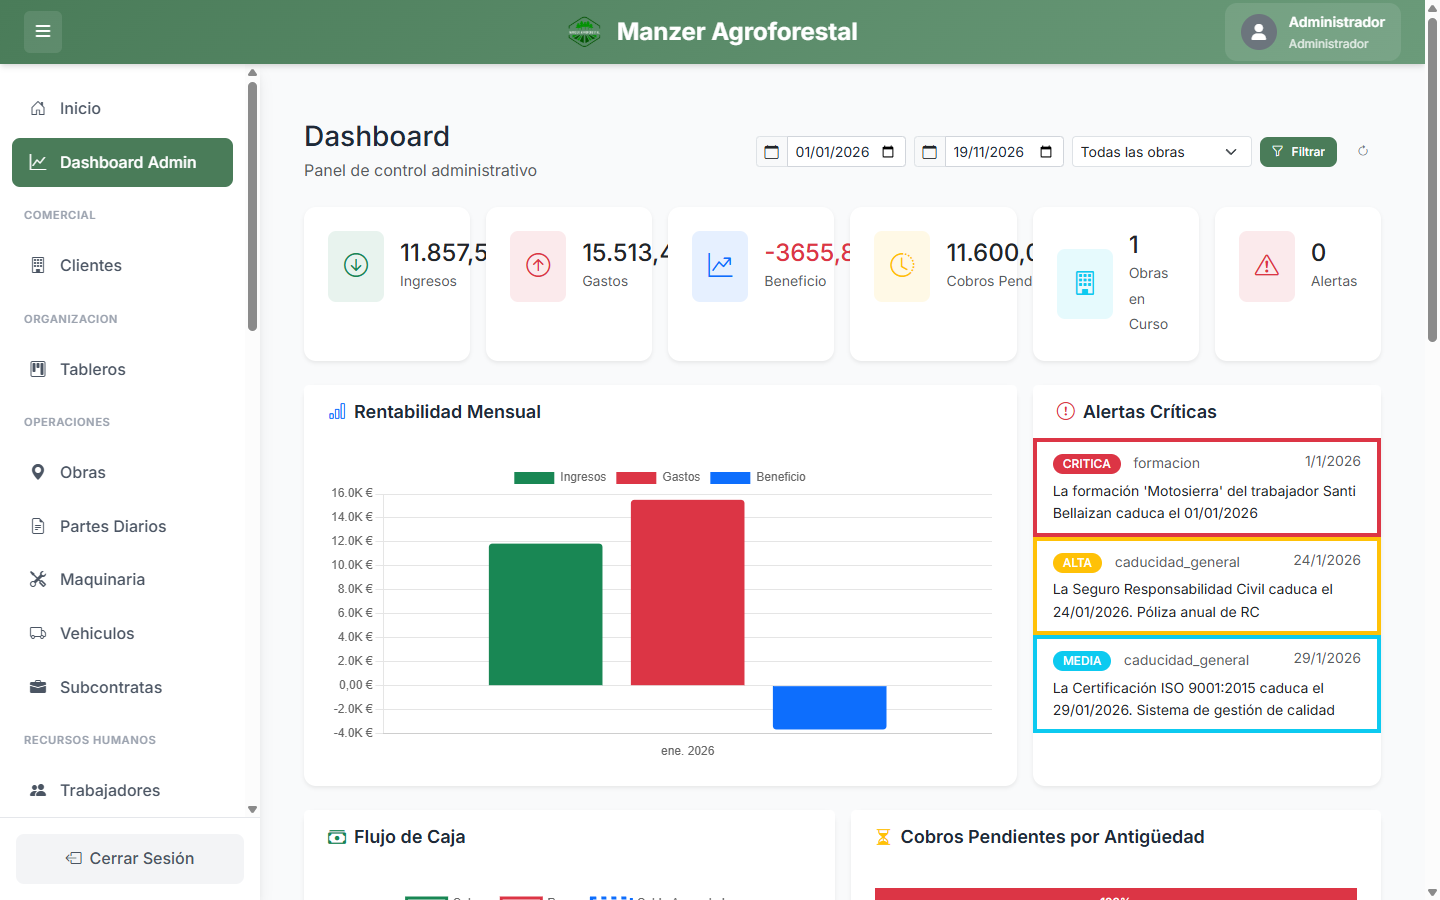 Manzer Agroforestal
Administrador
Administrador
Inicio
Dashboard Admin
COMERCIAL
Clientes
ORGANIZACION
Tableros
OPERACIONES
Obras
Partes Diarios
Maquinaria
Vehiculos
Subcontratas
RECURSOS HUMANOS
Trabajadores
Cerrar Sesión
Dashboard
Panel de control administrativo
01/01/2026
19/11/2026
Todas las obras
Filtrar
11.857,5
Ingresos
15.513,4
Gastos
-3655,8
Beneficio
11.600,0
Cobros Pend
1
Obras
en
Curso
0
Alertas
Rentabilidad Mensual
Ingresos Gastos Beneficio
16.0K €
14.0K €
12.0K €
10.0K €
8.0K €
6.0K €
4.0K €
2.0K €
0,00 €
-2.0K €
-4.0K €
ene. 2026
Alertas Críticas
CRITICA formacion 1/1/2026
La formación 'Motosierra' del trabajador Santi
Bellaizan caduca el 01/01/2026
ALTA caducidad_general 24/1/2026
La Seguro Responsabilidad Civil caduca el
24/01/2026. Póliza anual de RC
MEDIA caducidad_general 29/1/2026
La Certificación ISO 9001:2015 caduca el
29/01/2026. Sistema de gestión de calidad
Flujo de Caja
Cobros Pendientes por Antigüedad